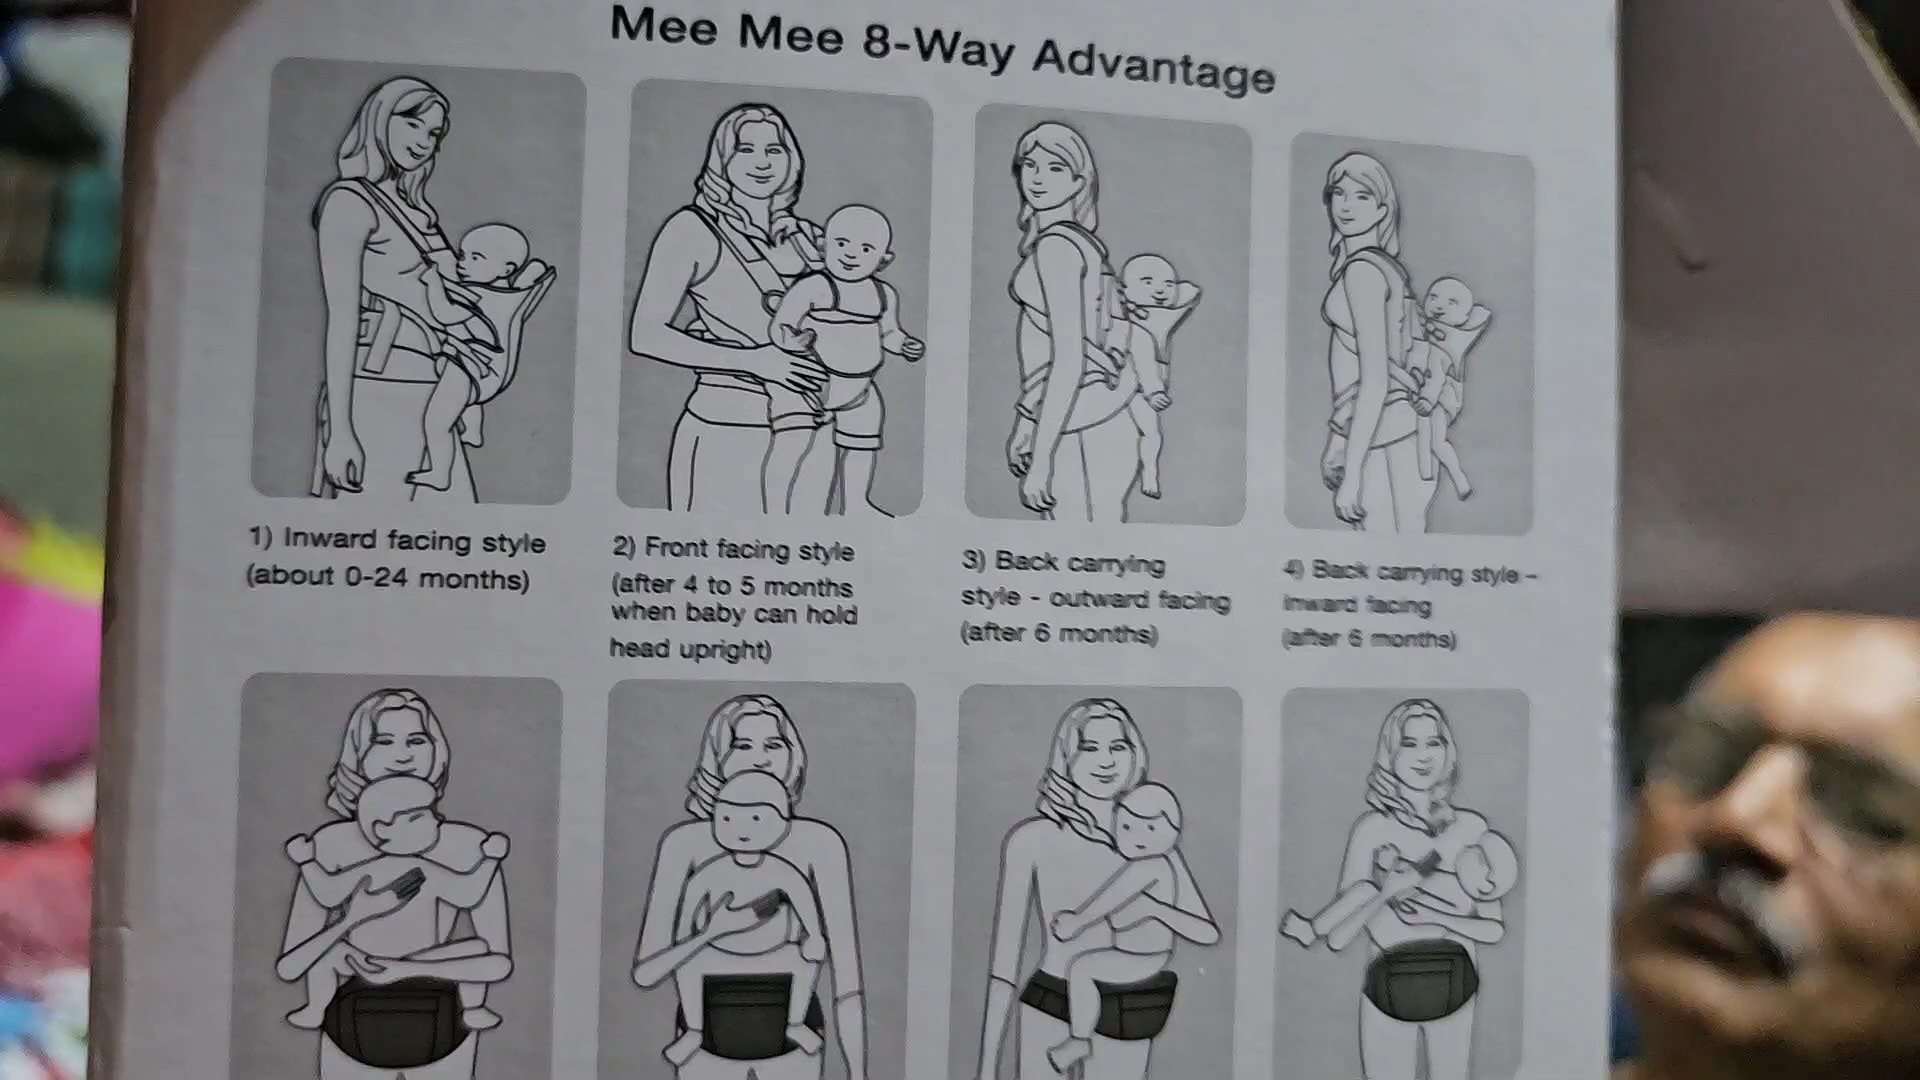 Mee Mee 8-Way Advantage
1) Inward facing style
(about 0-24 months)
2) Front facing style
(after 4 to 5 months
when baby can hold
head upright)
3) Back carrying
style - outward facing
(after 6 months)
4) Back carrying style -
inward facing
(after 6 months)